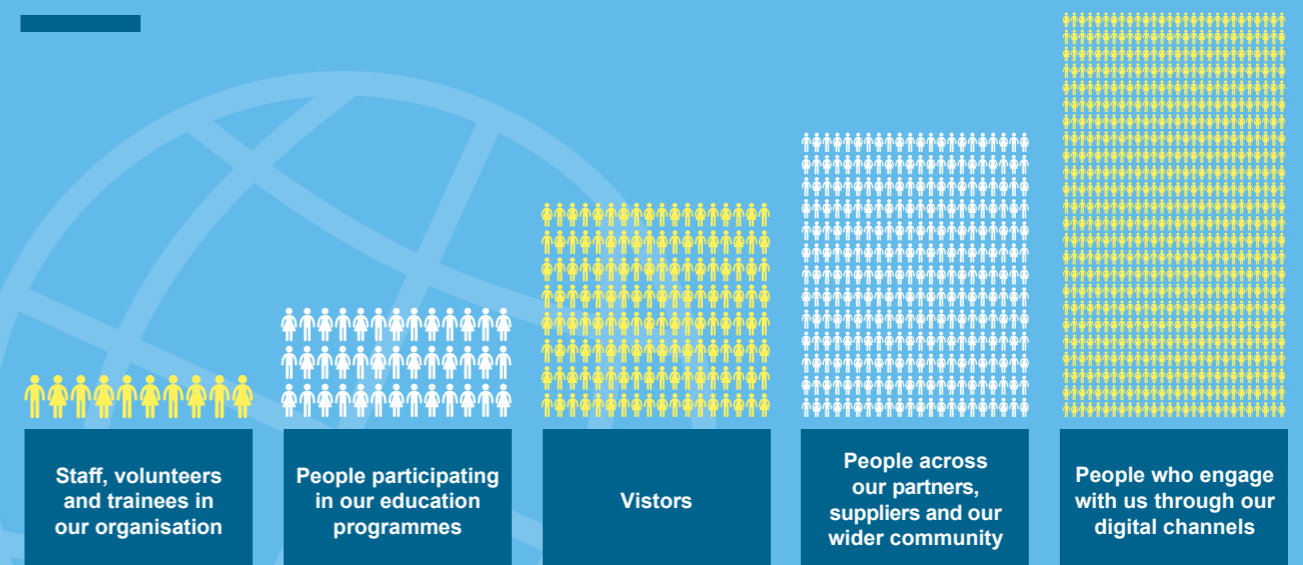 Staff, volunteers
and trainees in
our organisation
People participating
in our education
programmes
Vistors
People across
our partners,
suppliers and our
wider community
People who engage
with us through our
digital channels